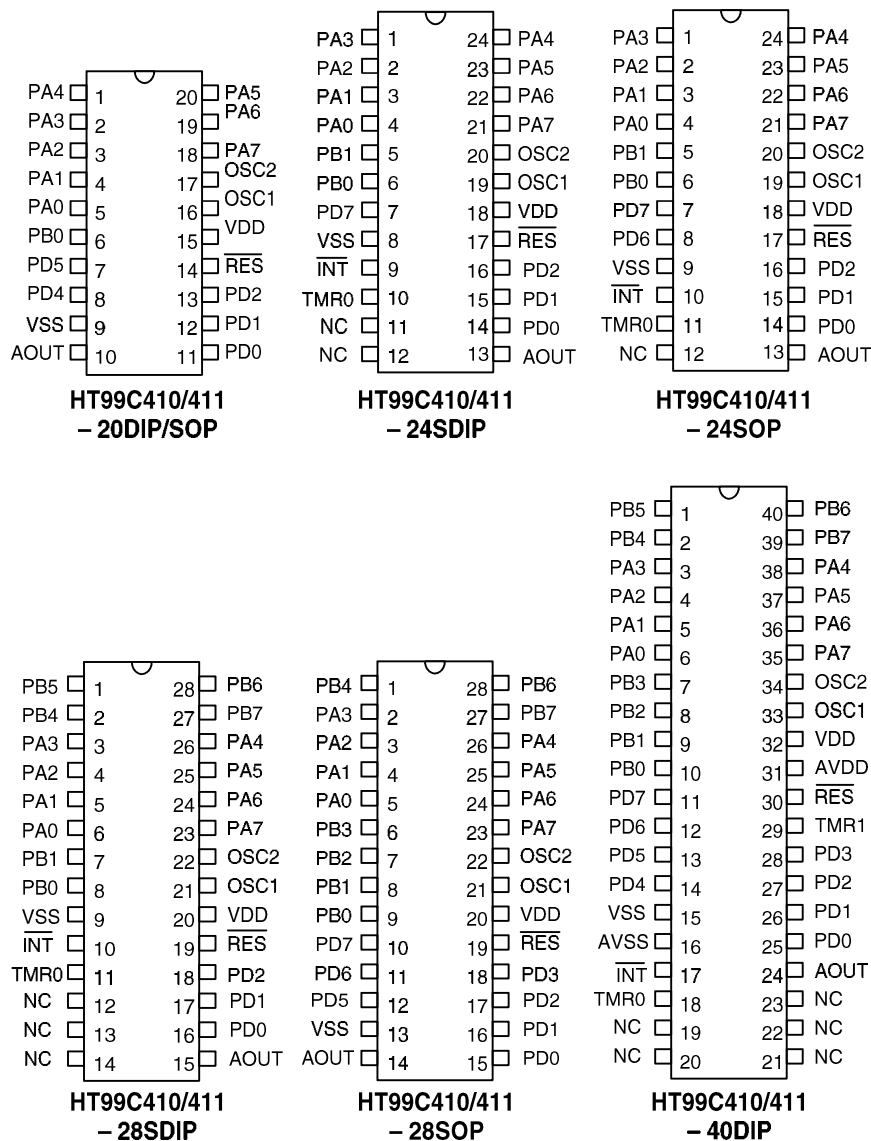 PA4 1 20 PA5
PA3 2 19 PA6
PA2 3 18 PA7
PA1 4 17 OSC2
PA0 5 16 OSC1
PB0 6 15 VDD
PD5 7 14 RES
PD4 8 13 PD2
VSS 9 12 PD1
AOUT 10 11 PD0
HT99C410/411
– 20DIP/SOP
PA3 1 24 PA4
PA2 2 23 PA5
PA1 3 22 PA6
PA0 4 21 PA7
PB1 5 20 OSC2
PB0 6 19 OSC1
PD7 7 18 VDD
VSS 8 17 RES
INT 9 16 PD2
TMR0 10 15 PD1
NC 11 14 PD0
NC 12 13 AOUT
HT99C410/411
– 24SDIP
PA3 1 24 PA4
PA2 2 23 PA5
PA1 3 22 PA6
PA0 4 21 PA7
PB1 5 20 OSC2
PB0 6 19 OSC1
PD7 7 18 VDD
PD6 8 17 RES
VSS 9 16 PD2
INT 10 15 PD1
TMR0 11 14 PD0
NC 12 13 AOUT
HT99C410/411
– 24SOP
PB5 1 28 PB6
PB4 2 27 PB7
PA3 3 26 PA4
PA2 4 25 PA5
PA1 5 24 PA6
PA0 6 23 PA7
PB1 7 22 OSC2
PB0 8 21 OSC1
VSS 9 20 VDD
INT 10 19 RES
TMR0 11 18 PD2
NC 12 17 PD1
NC 13 16 PD0
NC 14 15 AOUT
HT99C410/411
– 28SDIP
PB4 1 28 PB6
PA3 2 27 PB7
PA2 3 26 PA4
PA1 4 25 PA5
PA0 5 24 PA6
PB3 6 23 PA7
PB2 7 22 OSC2
PB1 8 21 OSC1
PB0 9 20 VDD
PD7 10 19 RES
PD6 11 18 PD3
PD5 12 17 PD2
VSS 13 16 PD1
AOUT 14 15 PD0
HT99C410/411
– 28SOP
PB5 1 40 PB6
PB4 2 39 PB7
PA3 3 38 PA4
PA2 4 37 PA5
PA1 5 36 PA6
PA0 6 35 PA7
PB3 7 34 OSC2
PB2 8 33 OSC1
PB1 9 32 VDD
PB0 10 31 AVDD
PD7 11 30 RES
PD6 12 29 TMR1
PD5 13 28 PD3
PD4 14 27 PD2
VSS 15 26 PD1
AVSS 16 25 PD0
INT 17 24 AOUT
TMR0 18 23 NC
NC 19 22 NC
NC 20 21 NC
HT99C410/411
– 40DIP